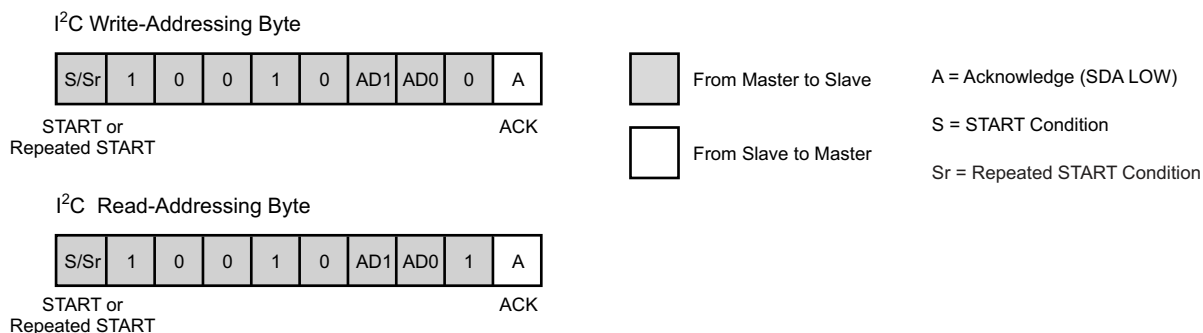 I²C Write-Addressing Byte
S/Sr 1 0 0 1 0 AD1 AD0 0 A
START or
Repeated START
ACK
I²C Read-Addressing Byte
S/Sr 1 0 0 1 0 AD1 AD0 1 A
START or
Repeated START
ACK
From Master to Slave
From Slave to Master
A = Acknowledge (SDA LOW)
S = START Condition
Sr = Repeated START Condition